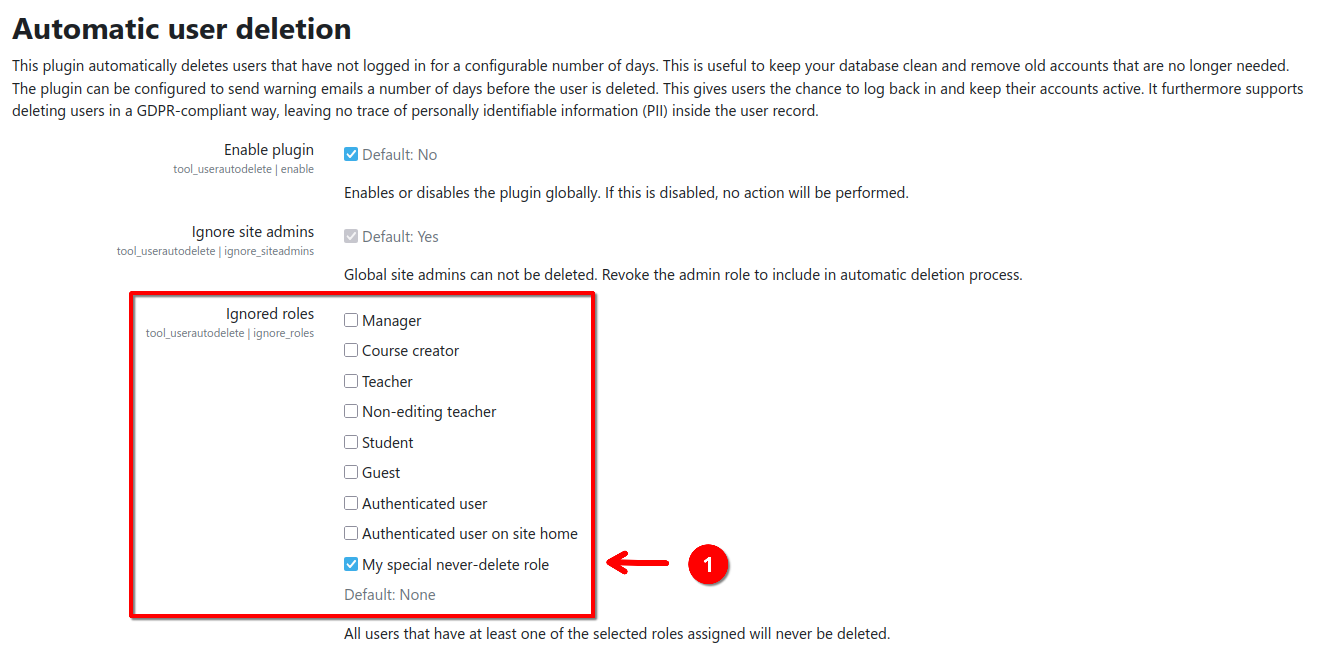 Automatic user deletion
This plugin automatically deletes users that have not logged in for a configurable number of days. This is useful to keep your database clean and remove old accounts that are no longer needed.
The plugin can be configured to send warning emails a number of days before the user is deleted. This gives users the chance to log back in and keep their accounts active. It furthermore supports
deleting users in a GDPR-compliant way, leaving no trace of personally identifiable information (PII) inside the user record.
Enable plugin
tool_userautodelete | enable
Default: No
Enables or disables the plugin globally. If this is disabled, no action will be performed.
Ignore site admins
tool_userautodelete | ignore_siteadmins
Default: Yes
Global site admins can not be deleted. Revoke the admin role to include in automatic deletion process.
Ignored roles
tool_userautodelete | ignore_roles
Manager
Course creator
Teacher
Non-editing teacher
Student
Guest
Authenticated user
Authenticated user on site home
My special never-delete role
1
Default: None
All users that have at least one of the selected roles assigned will never be deleted.